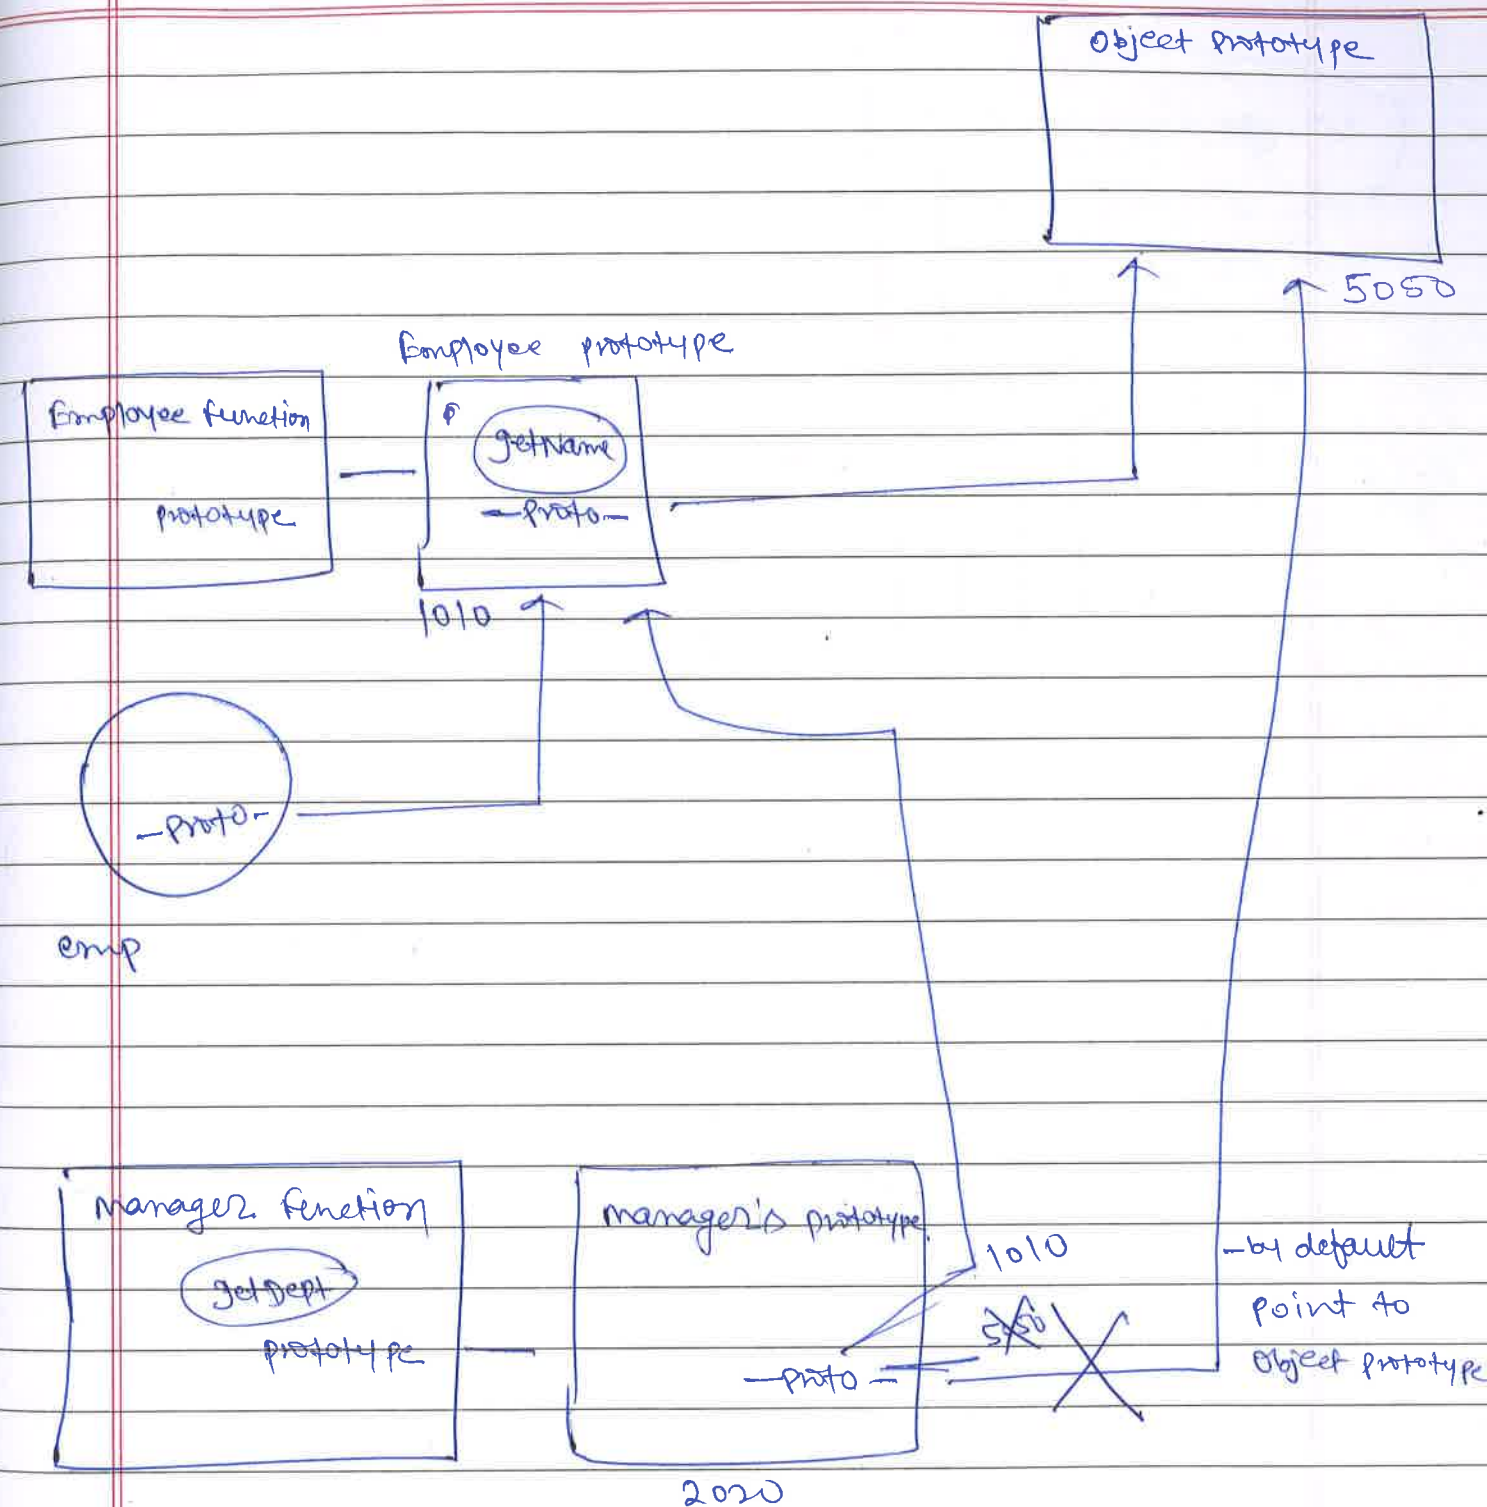 Object prototype
5050
Employee prototype
Employee function
getName
prototype
-proto-
1010
-proto-
emp
Manager function
manager's prototype
getDept
1010
-by default
5050
point to
prototype
-proto-
Object prototype
2020